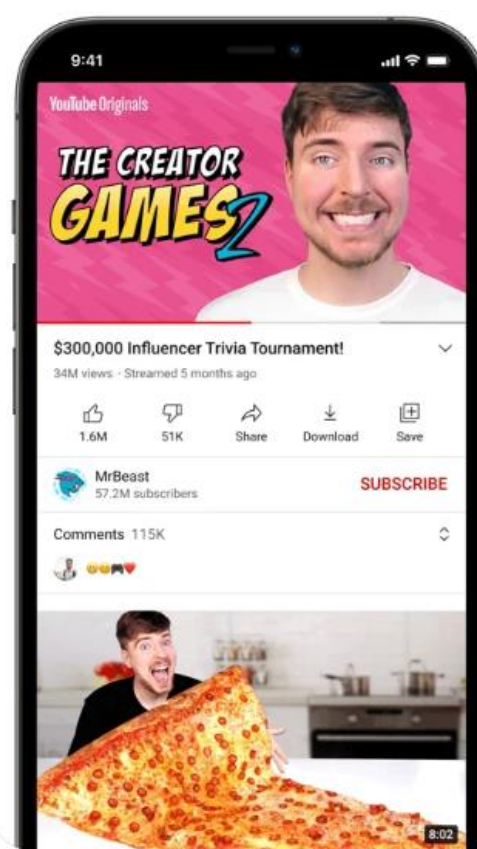 9:41
YouTube Originals
THE CREATOR
GAMES 2
$300,000 Influencer Trivia Tournament!
34M views · Streamed 5 months ago
1.6M 51K Share Download Save
MrBeast
57.2M subscribers
SUBSCRIBE
Comments 115K
8:02